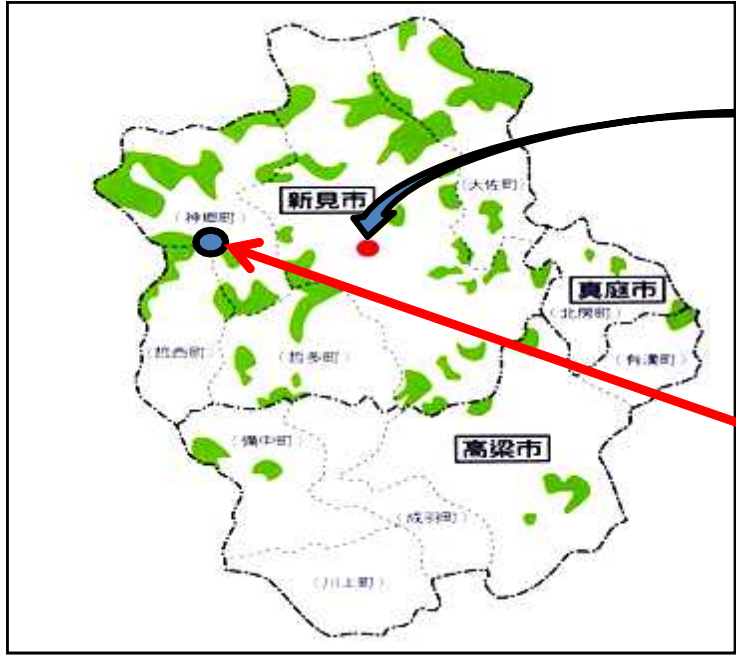 新見市
（大佐町）
（神郷町）
真庭市
（北房町）
（有漢町）
（哲西町）
（哲多町）
（備中町）
高梁市
（成羽町）
（川上町）